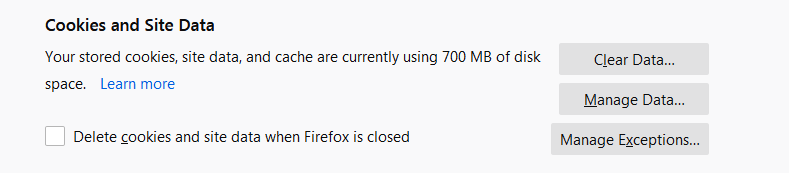 Cookies and Site Data
Your stored cookies, site data, and cache are currently using 700 MB of disk
space. Learn more
Clear Data...
Manage Data...
Delete cookies and site data when Firefox is closed
Manage Exceptions...